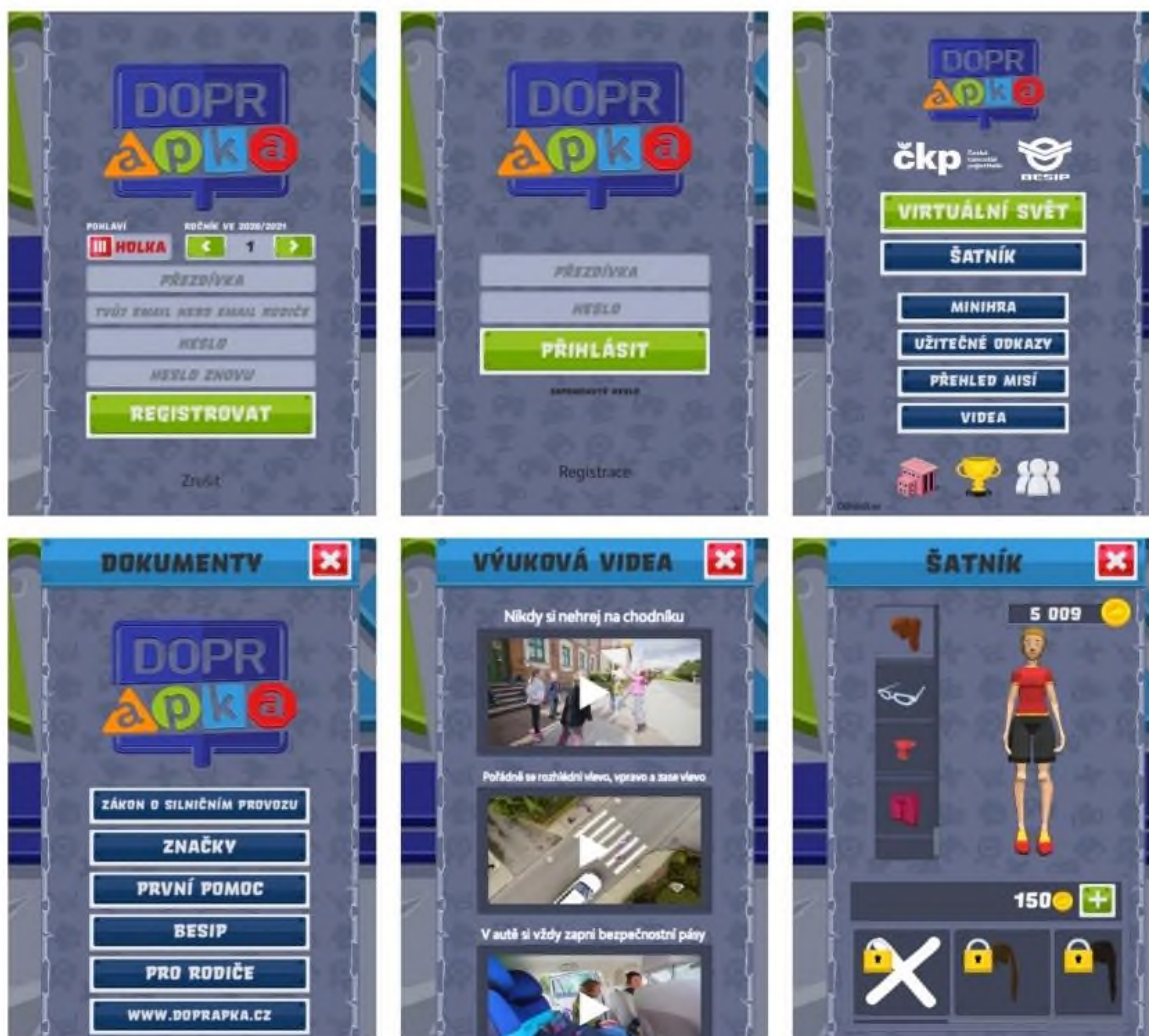 DOPR
apka
POHLAVÍ
ROČNÍK VE 2020/2021
HOLKA
1
PŘEZDÍVKA
TVŮJ EMAIL NEBO EMAIL RODIČE
HESLO
HESLO ZNOVU
REGISTROVAT
Zrušit
DOPR
apka
PŘEZDÍVKA
HESLO
PŘIHLÁSIT
ZAPOMENUTÉ HESLO
Registrace
DOPR
apka
čkp
BESIP
VIRTUÁLNÍ SVĚT
ŠATNÍK
MINIHRA
UŽITEČNÉ ODKAZY
PŘEHLED MISÍ
VIDEA
DOKUMENTY
DOPR
apka
ZÁKON O SILNIČNÍM PROVOZU
ZNAČKY
PRVNÍ POMOC
BESIP
PRO RODIČE
WWW.DOPRAPKA.CZ
VÝUKOVÁ VIDEA
Nikdy si nehrej na chodníku
Pořádně se rozhlédni vlevo, vpravo a zase vlevo
V autě si vždy zapni bezpečnostní pásy
ŠATNÍK
5 009
150